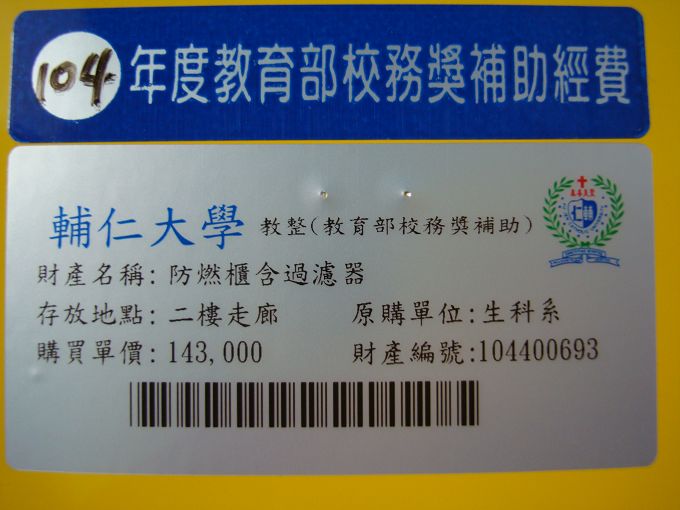 104年度教育部校務獎補助經費
輔仁大學 教整(教育部校務獎補助)
財產名稱: 防燃櫃含過濾器
存放地點: 二樓走廊 原購單位:生科系
購買單價: 143,000 財產編號:104400693